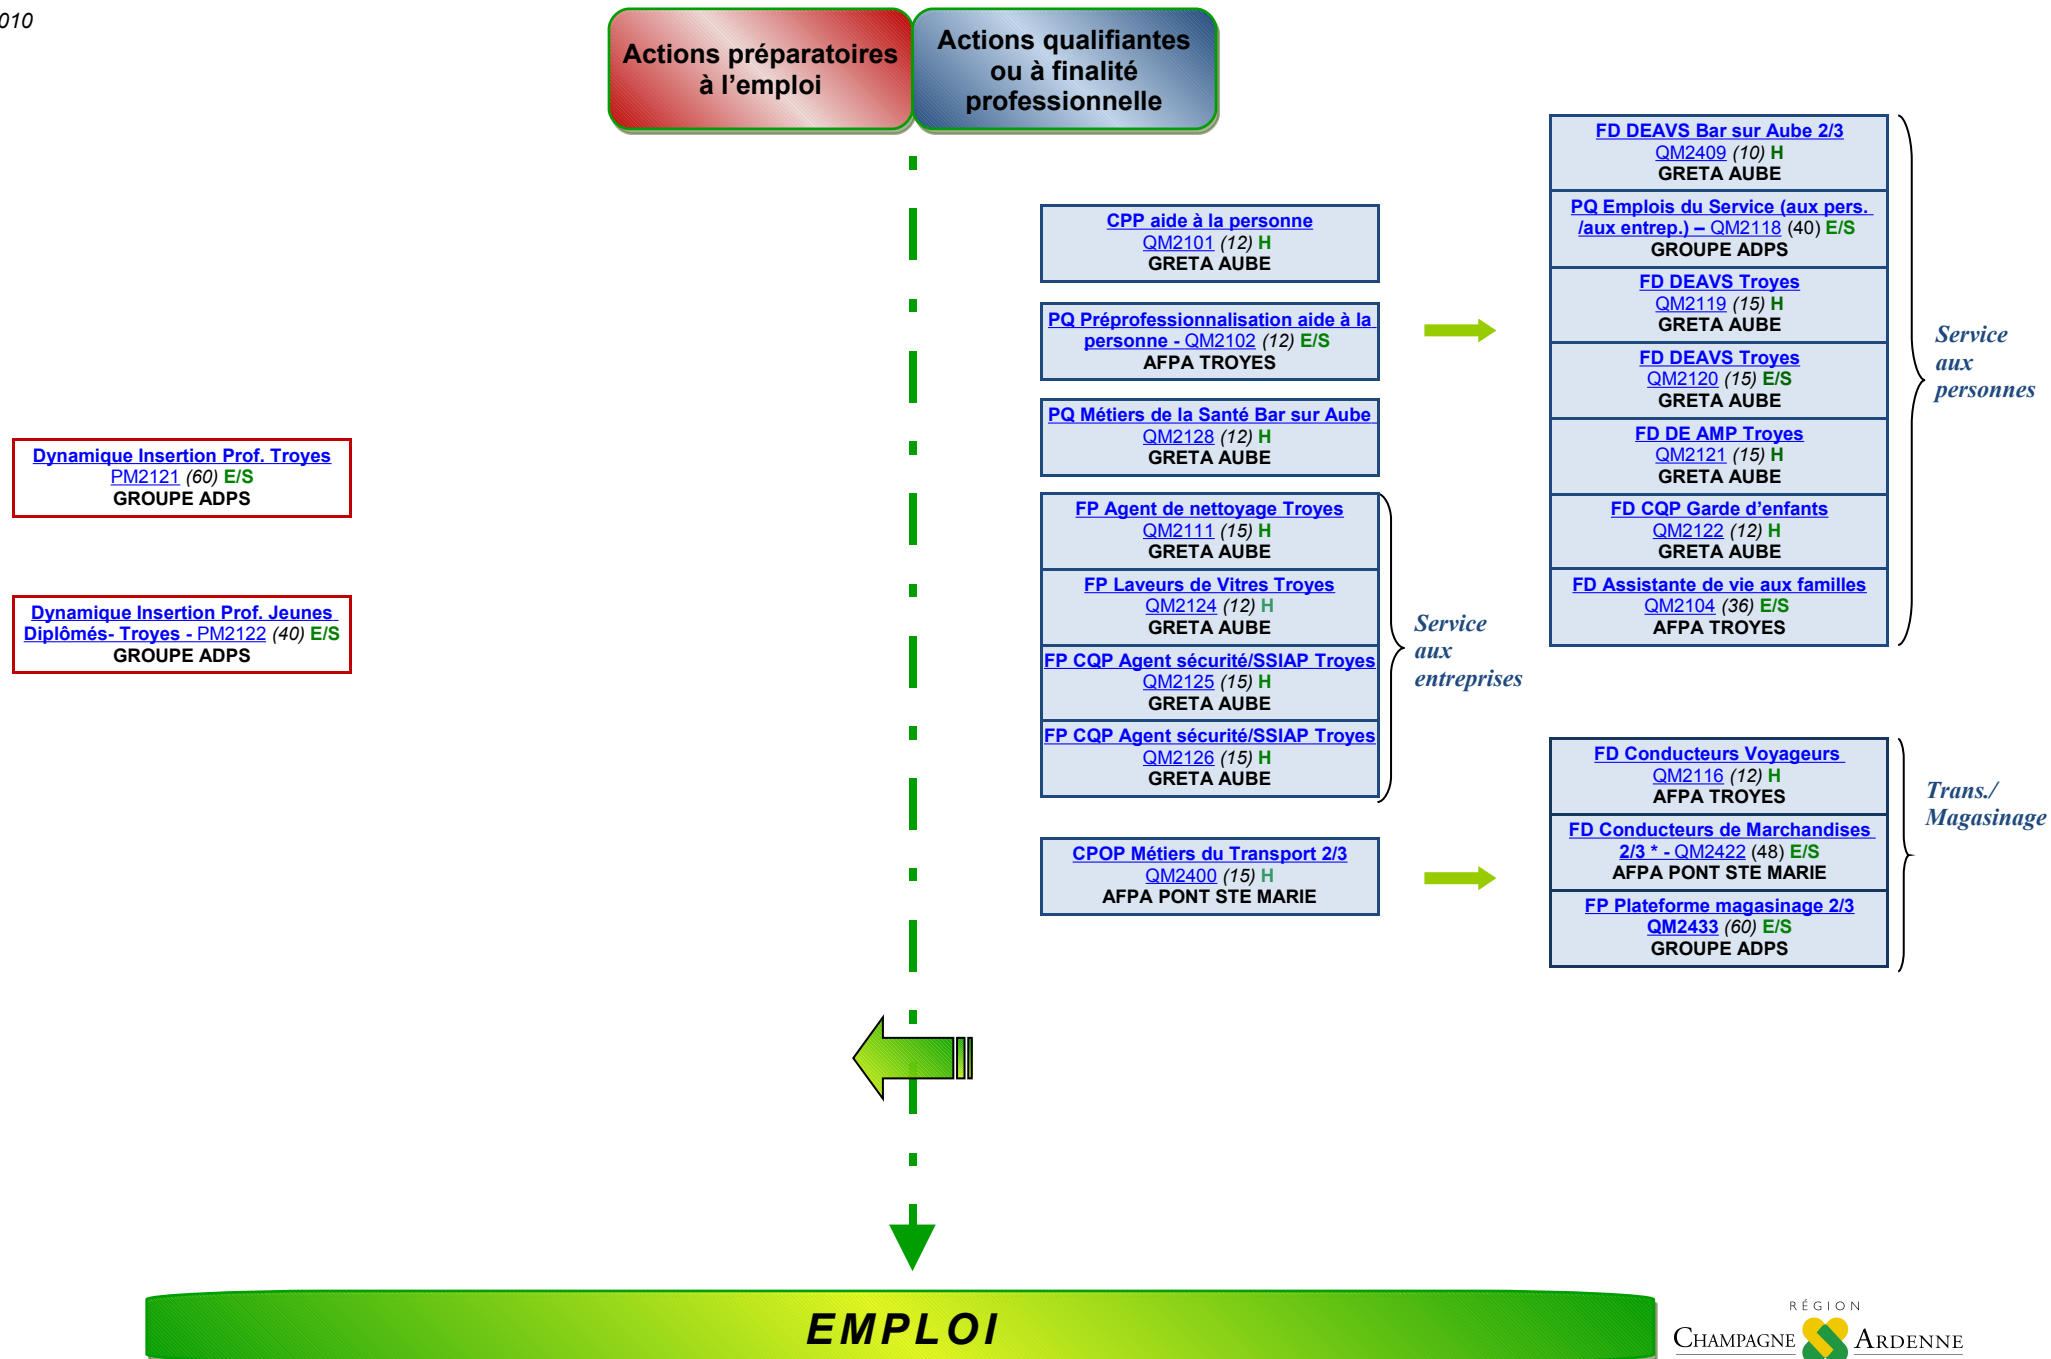 010
Actions préparatoires
à l’emploi
Actions qualifiantes
ou à finalité
professionnelle
Dynamique Insertion Prof. Troyes
PM2121 (60) E/S
GROUPE ADPS
Dynamique Insertion Prof. Jeunes
Diplômés- Troyes - PM2122 (40) E/S
GROUPE ADPS
CPP aide à la personne
QM2101 (12) H
GRETA AUBE
PQ Préprofessionnalisation aide à la
personne - QM2102 (12) E/S
AFPA TROYES
PQ Métiers de la Santé Bar sur Aube
QM2128 (12) H
GRETA AUBE
FP Agent de nettoyage Troyes
QM2111 (15) H
GRETA AUBE
FP Laveurs de Vitres Troyes
QM2124 (12) H
GRETA AUBE
FP CQP Agent sécurité/SSIAP Troyes
QM2125 (15) H
GRETA AUBE
FP CQP Agent sécurité/SSIAP Troyes
QM2126 (15) H
GRETA AUBE
Service
aux
entreprises
CPOP Métiers du Transport 2/3
QM2400 (15) H
AFPA PONT STE MARIE
FD DEAVS Bar sur Aube 2/3
QM2409 (10) H
GRETA AUBE
PQ Emplois du Service (aux pers.
/aux entrep.) – QM2118 (40) E/S
GROUPE ADPS
FD DEAVS Troyes
QM2119 (15) H
GRETA AUBE
FD DEAVS Troyes
QM2120 (15) E/S
GRETA AUBE
FD DE AMP Troyes
QM2121 (15) H
GRETA AUBE
FD CQP Garde d’enfants
QM2122 (12) H
GRETA AUBE
FD Assistante de vie aux familles
QM2104 (36) E/S
AFPA TROYES
Service
aux
personnes
FD Conducteurs Voyageurs
QM2116 (12) H
AFPA TROYES
FD Conducteurs de Marchandises
2/3 * - QM2422 (48) E/S
AFPA PONT STE MARIE
FP Plateforme magasinage 2/3
QM2433 (60) E/S
GROUPE ADPS
Trans./
Magasinage
EMPLOI
RÉGION
CHAMPAGNE ARDENNE